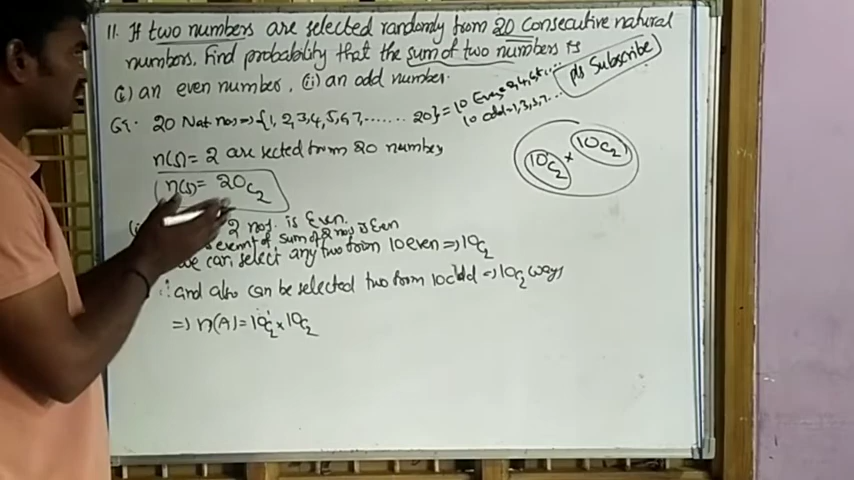 11. If two numbers are selected randomly from 20 consecutive natural
numbers. Find probability that the sum of two numbers is
(i) an even number. (ii) an odd number.
pls Subscribe
G: 20 Nat nos => {1, 2, 3, 4, 5, 6, 7, ....... 20} = 10 Even = 2, 4, 6, 8....
10 odd = 1, 3, 5, 7...
n(s) = 2 are sected from 20 number,
n(s) = 20C2
10C2 × 10C2
2 nos. is Even.
event of sum of 2 nos is Even
we can select any two from 10 even => 10C2
∴ and also can be selected two from 10 odd => 10C2 ways
=> n(A) = 10C2 × 10C2